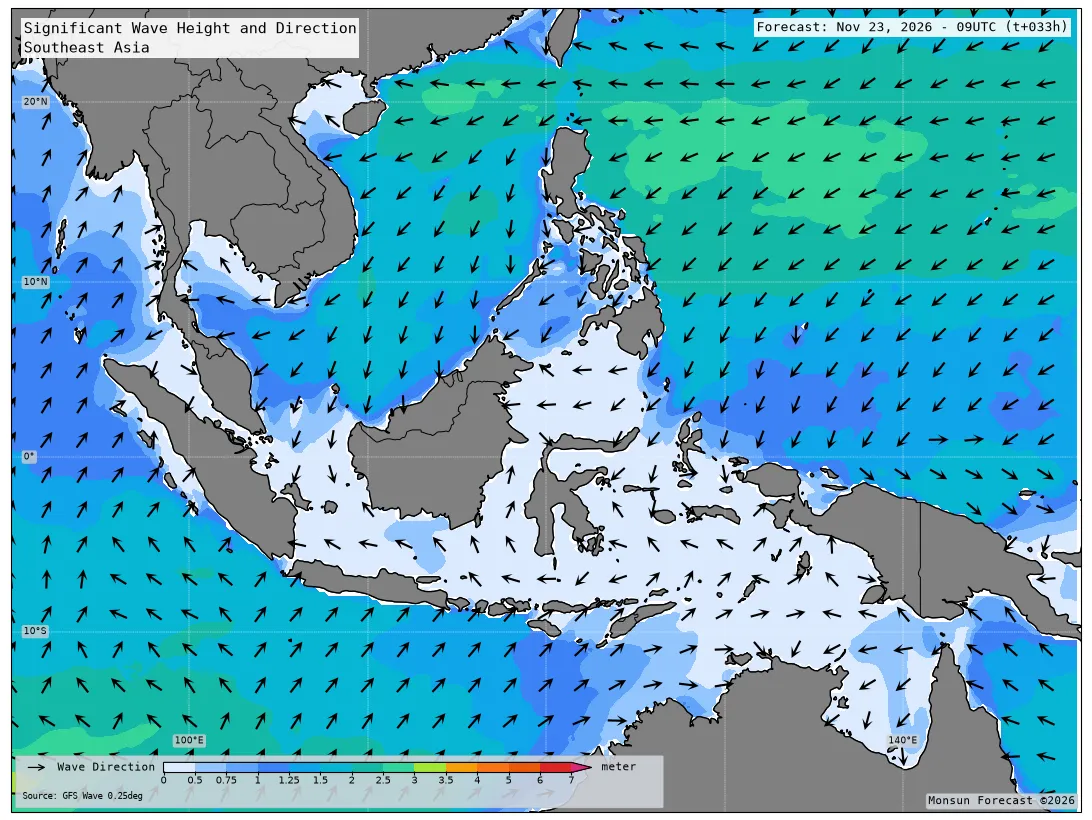 Significant Wave Height and Direction
Southeast Asia
Forecast: Nov 23, 2026 - 09UTC (t+033h)
20°N
10°N
0°
10°S
100°E
140°E
Wave Direction
0 0.5 0.75 1 1.25 1.5 2 2.5 3 3.5 4 5 6 7
meter
Source: GFS Wave 0.25deg
Monsun Forecast ©2026